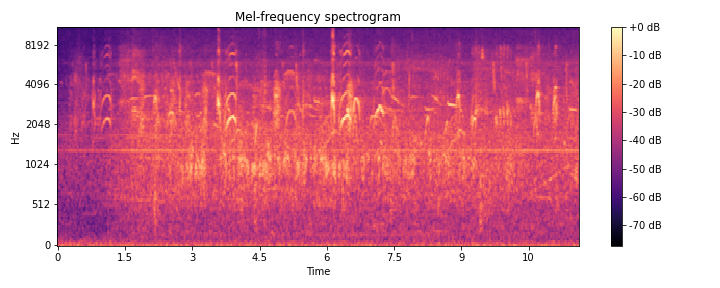 Mel-frequency spectrogram
8192
4096
2048
1024
512
0
Hz
0 1.5 3 4.5 6 7.5 9 10
Time
+0 dB
-10 dB
-20 dB
-30 dB
-40 dB
-50 dB
-60 dB
-70 dB